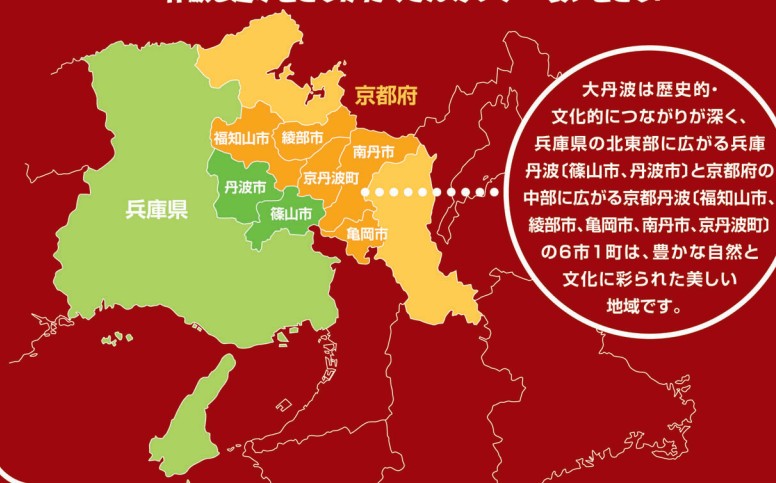 京都府
福知山市
綾部市
南丹市
丹波市
京丹波町
兵庫県
篠山市
亀岡市
大丹波は歴史的・
文化的につながりが深く、
兵庫県の北東部に広がる兵庫
丹波〔篠山市、丹波市〕と京都府の
中部に広がる京都丹波〔福知山市、
綾部市、亀岡市、南丹市、京丹波町〕
の6市1町は、豊かな自然と
文化に彩られた美しい
地域です。